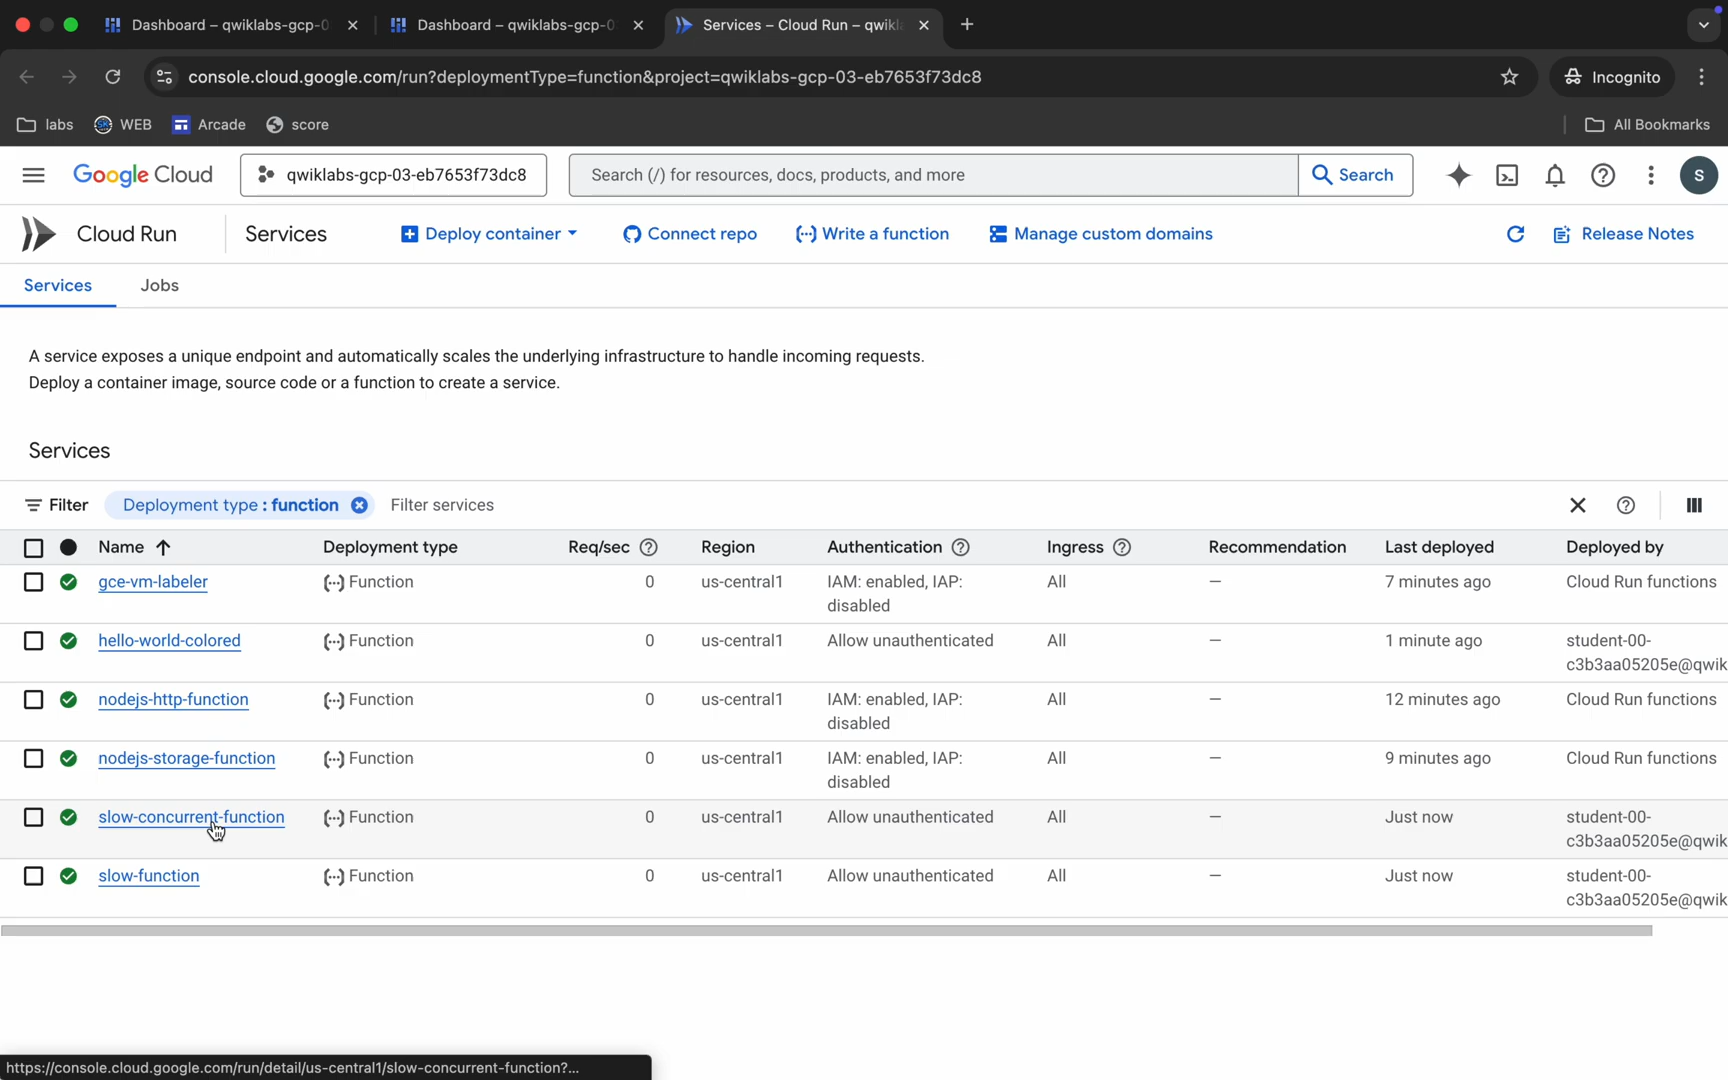 Dashboard – qwiklabs-gcp-0
Dashboard – qwiklabs-gcp-0
Services – Cloud Run – qwikla
console.cloud.google.com/run?deploymentType=function&project=qwiklabs-gcp-03-eb7653f73dc8
Incognito
labs
WEB
Arcade
score
All Bookmarks
Google Cloud
qwiklabs-gcp-03-eb7653f73dc8
Search (/) for resources, docs, products, and more
Search
S
Cloud Run
Services
Deploy container
Connect repo
Write a function
Manage custom domains
Release Notes
Services
Jobs
A service exposes a unique endpoint and automatically scales the underlying infrastructure to handle incoming requests.
Deploy a container image, source code or a function to create a service.
Services
Filter
Deployment type : function
Filter services
Name
Deployment type
Req/sec
Region
Authentication
Ingress
Recommendation
Last deployed
Deployed by
gce-vm-labeler
Function
0
us-central1
IAM: enabled, IAP:
disabled
All
–
7 minutes ago
Cloud Run functions
hello-world-colored
Function
0
us-central1
Allow unauthenticated
All
–
1 minute ago
student-00-
c3b3aa05205e@qwik
nodejs-http-function
Function
0
us-central1
IAM: enabled, IAP:
disabled
All
–
12 minutes ago
Cloud Run functions
nodejs-storage-function
Function
0
us-central1
IAM: enabled, IAP:
disabled
All
–
9 minutes ago
Cloud Run functions
slow-concurrent-function
Function
0
us-central1
Allow unauthenticated
All
–
Just now
student-00-
c3b3aa05205e@qwik
slow-function
Function
0
us-central1
Allow unauthenticated
All
–
Just now
student-00-
c3b3aa05205e@qwik
https://console.cloud.google.com/run/detail/us-central1/slow-concurrent-function?...